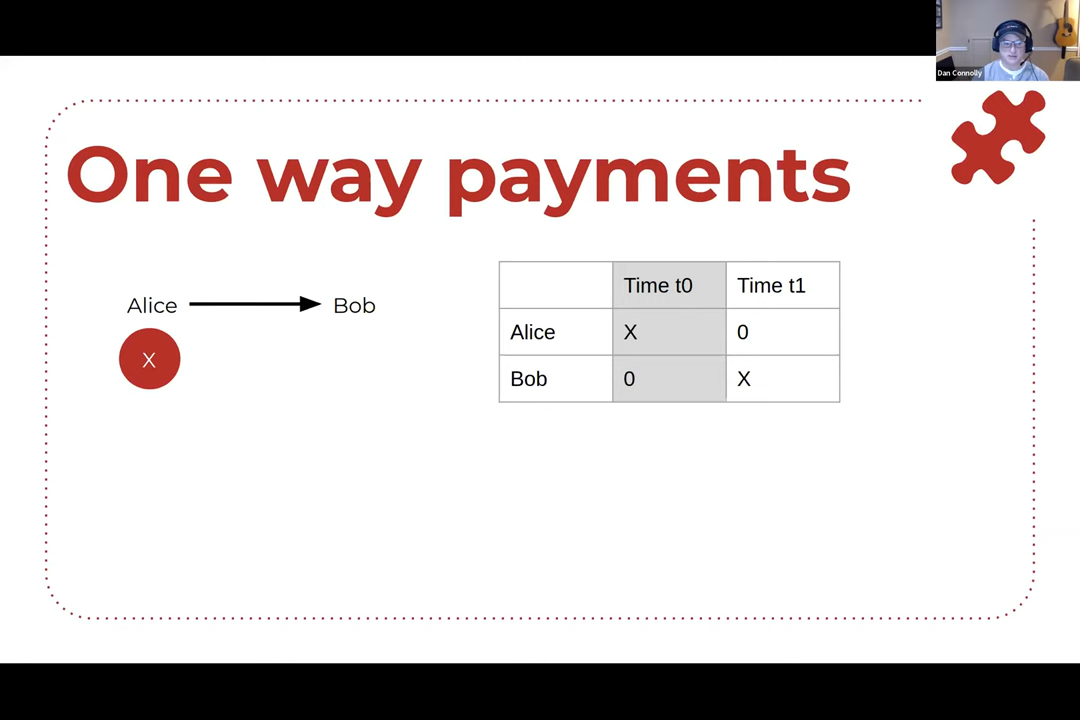 Dan Connolly
One way payments
Alice Bob
X
Time t0 Time t1
Alice X 0
Bob 0 X